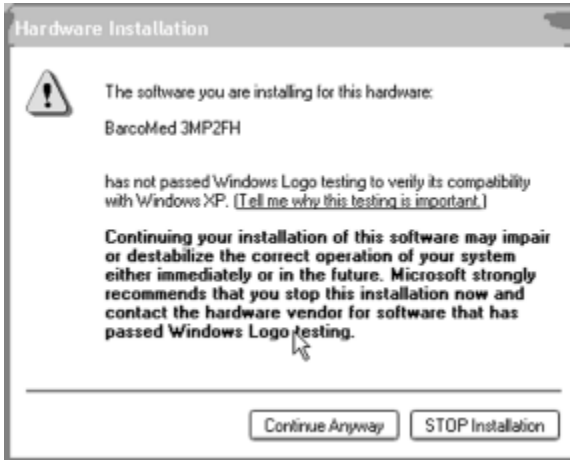 Hardware Installation
The software you are installing for this hardware:
BarcoMed 3MP2FH
has not passed Windows Logo testing to verify its compatibility
with Windows XP. (Tell me why this testing is important.)
Continuing your installation of this software may impair
or destabilize the correct operation of your system
either immediately or in the future. Microsoft strongly
recommends that you stop this installation now and
contact the hardware vendor for software that has
passed Windows Logo testing.
Continue Anyway
STOP Installation